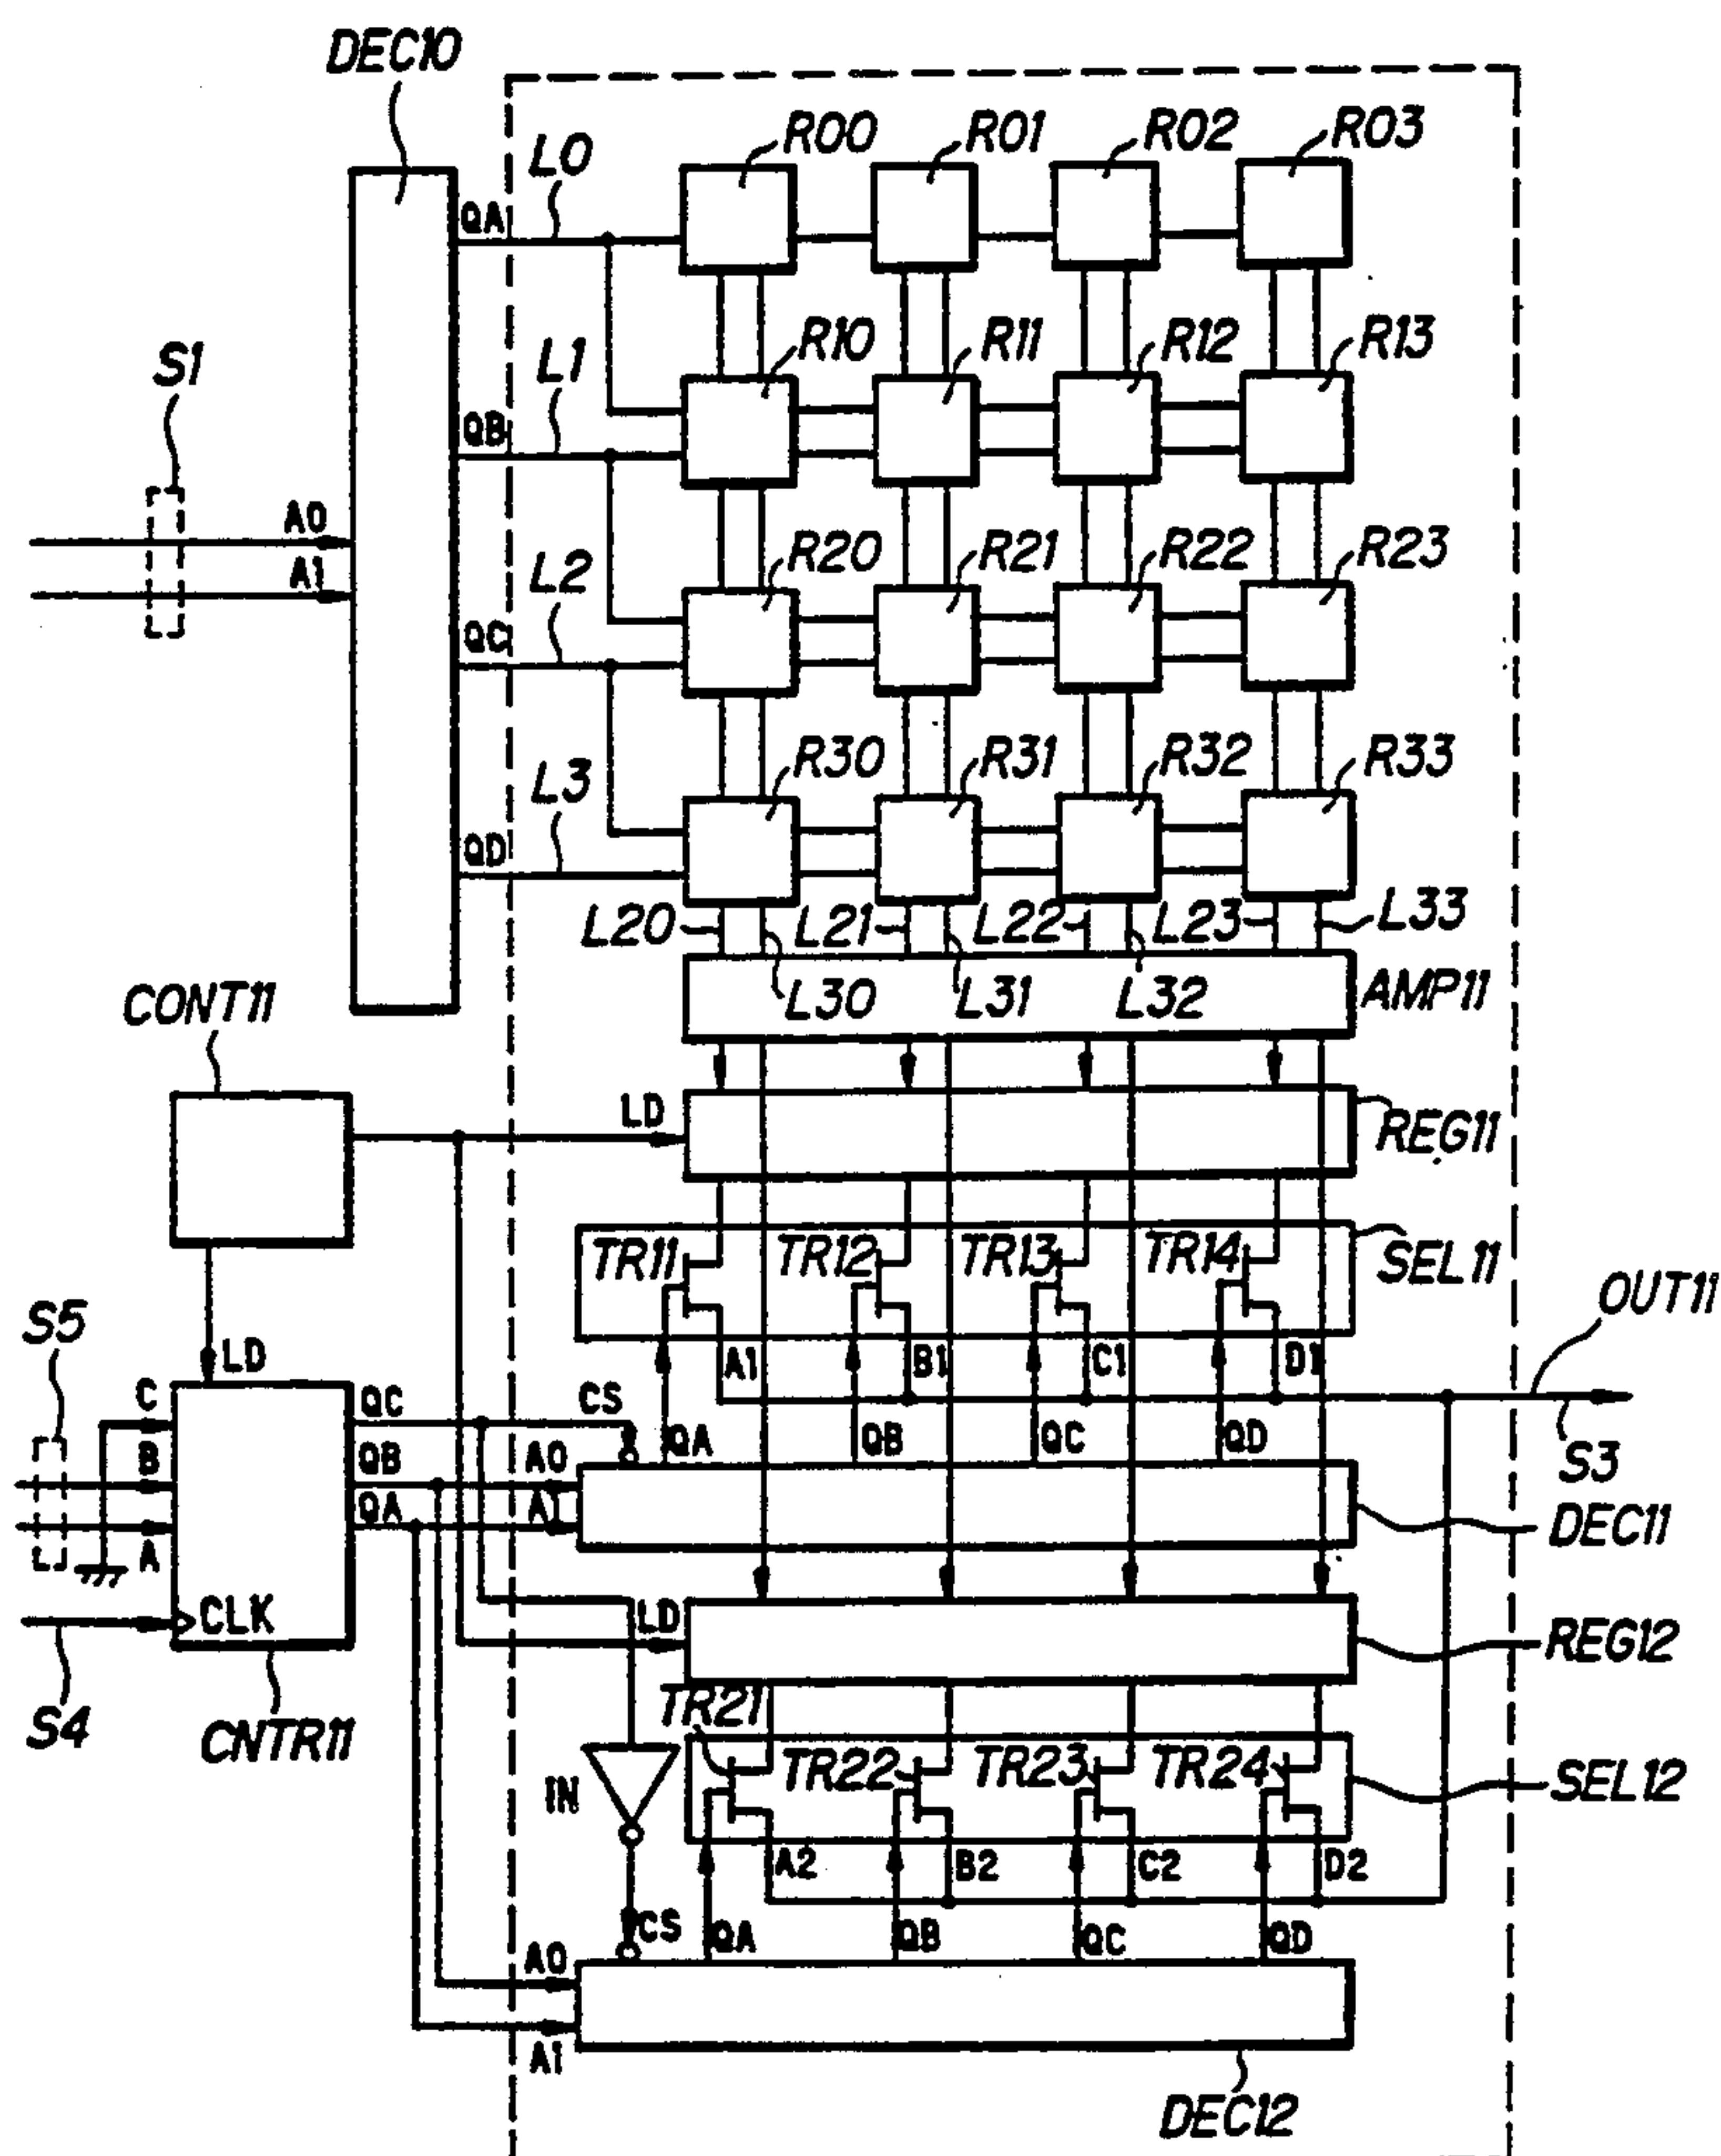 DEC10
R00 R01 R02 R03
L0
QA
R10 R11 R12 R13
S1
L1
QB
A0
A1
R20 R21 R22 R23
L2
QC
R30 R31 R32 R33
L3
QD
L20 L21 L22 L23 L33
L30 L31 L32 AMP11
CONT11
LD
REG11
TR11 TR12 TR13 TR14
SEL11
OUT11
S5
LD
A1 B1 C1 D1
C
QC
CS
QA QB QC QD
S3
B
QB
A0
QA
A1
DEC11
A
CLK
LD
REG12
S4
CNTR11
TR21
TR22 TR23 TR24
SEL12
IN
A2 B2 C2 D2
CS
QA QB QC QD
A0
A1
DEC12